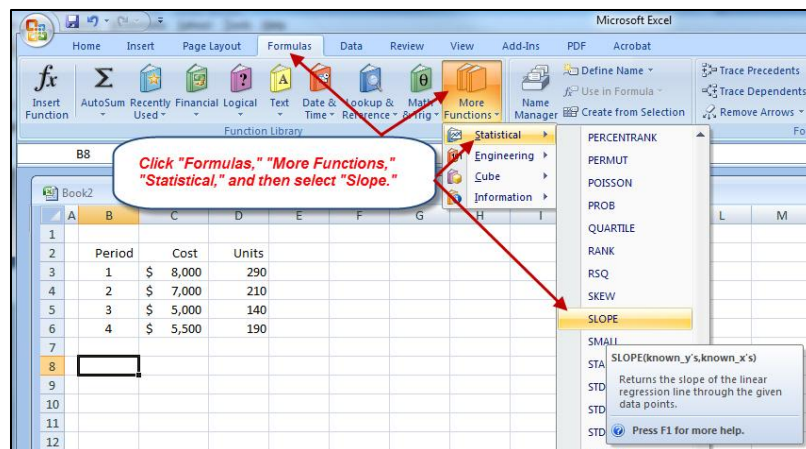 Microsoft Excel
Home Insert Page Layout Formulas Data Review View Add-Ins PDF Acrobat
fx Insert Function
Σ AutoSum
Recently Used
Financial
Logical
Text
Date & Time
Lookup & Reference
Math & Trig
More Functions
Name Manager
Define Name
Use in Formula
Create from Selection
Trace Precedents
Trace Dependents
Remove Arrows
Function Library
Fo
B8
Click "Formulas," "More Functions,"
"Statistical," and then select "Slope."
Statistical
Engineering
Cube
Information
PERCENTRANK
PERMUT
POISSON
PROB
QUARTILE
RANK
RSQ
SKEW
SLOPE
SMALL
STA
STD
STD
STD
SLOPE(known_y's,known_x's)
Returns the slope of the linear
regression line through the given
data points.
Press F1 for more help.
Book2
A B C D E F G H I L M
1
2 Period Cost Units
3 1 $ 8,000 290
4 2 $ 7,000 210
5 3 $ 5,000 140
6 4 $ 5,500 190
7
8
9
10
11
12